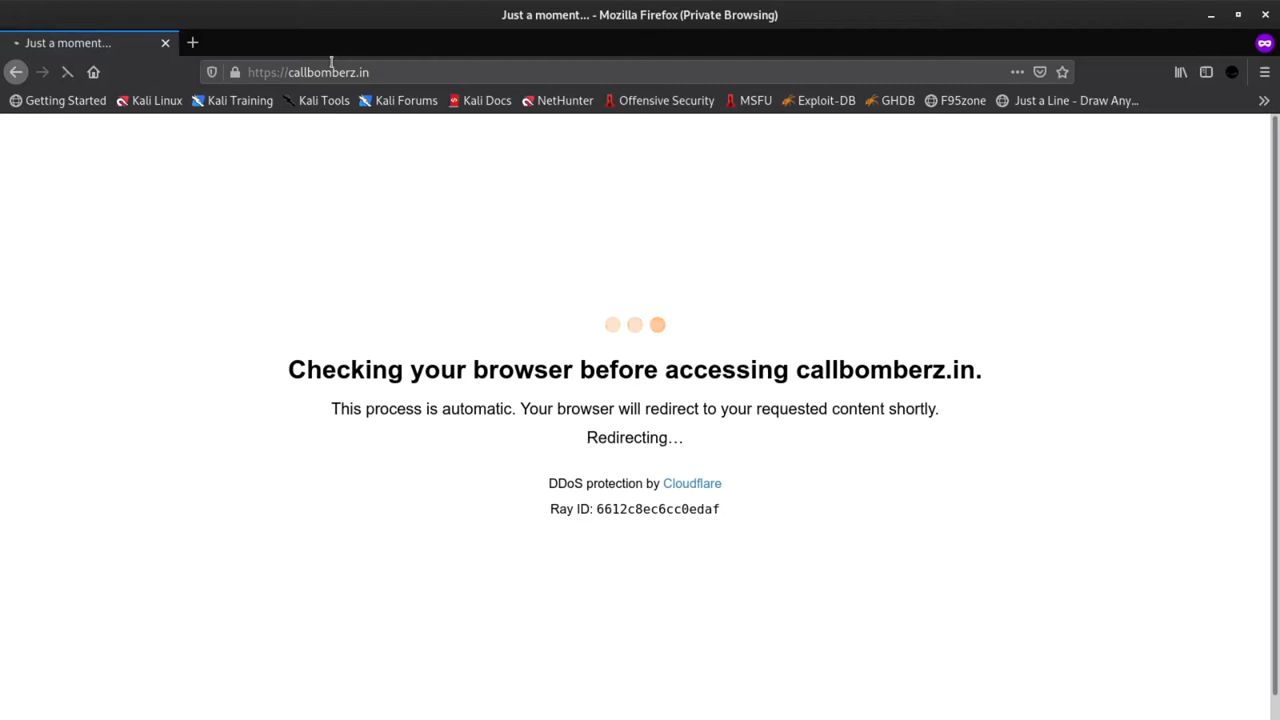 Just a moment... - Mozilla Firefox (Private Browsing)
Just a moment...
https://callbomberz.in
Getting Started Kali Linux Kali Training Kali Tools Kali Forums Kali Docs NetHunter Offensive Security MSFU Exploit-DB GHDB F95zone Just a Line - Draw Any...
Checking your browser before accessing callbomberz.in.
This process is automatic. Your browser will redirect to your requested content shortly.
Redirecting...
DDoS protection by Cloudflare
Ray ID: 6612c8ec6cc0edaf